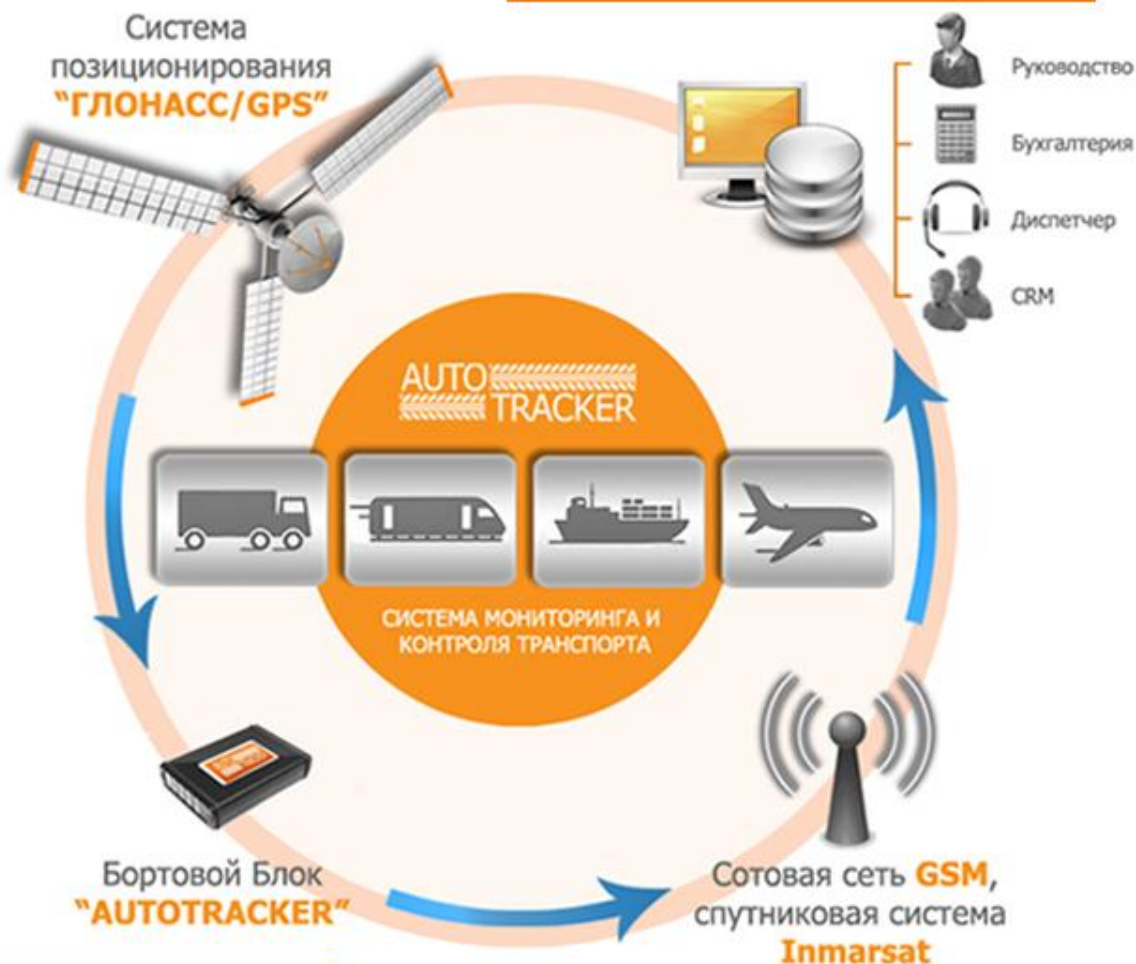 Система
позиционирования
“ГЛОНАСС/GPS”
Руководство
Бухгалтерия
Диспетчер
CRM
AUTO
TRACKER
СИСТЕМА МОНИТОРИНГА И
КОНТРОЛЯ ТРАНСПОРТА
Бортовой Блок
“AUTOTRACKER”
Сотовая сеть GSM,
спутниковая система
Inmarsat